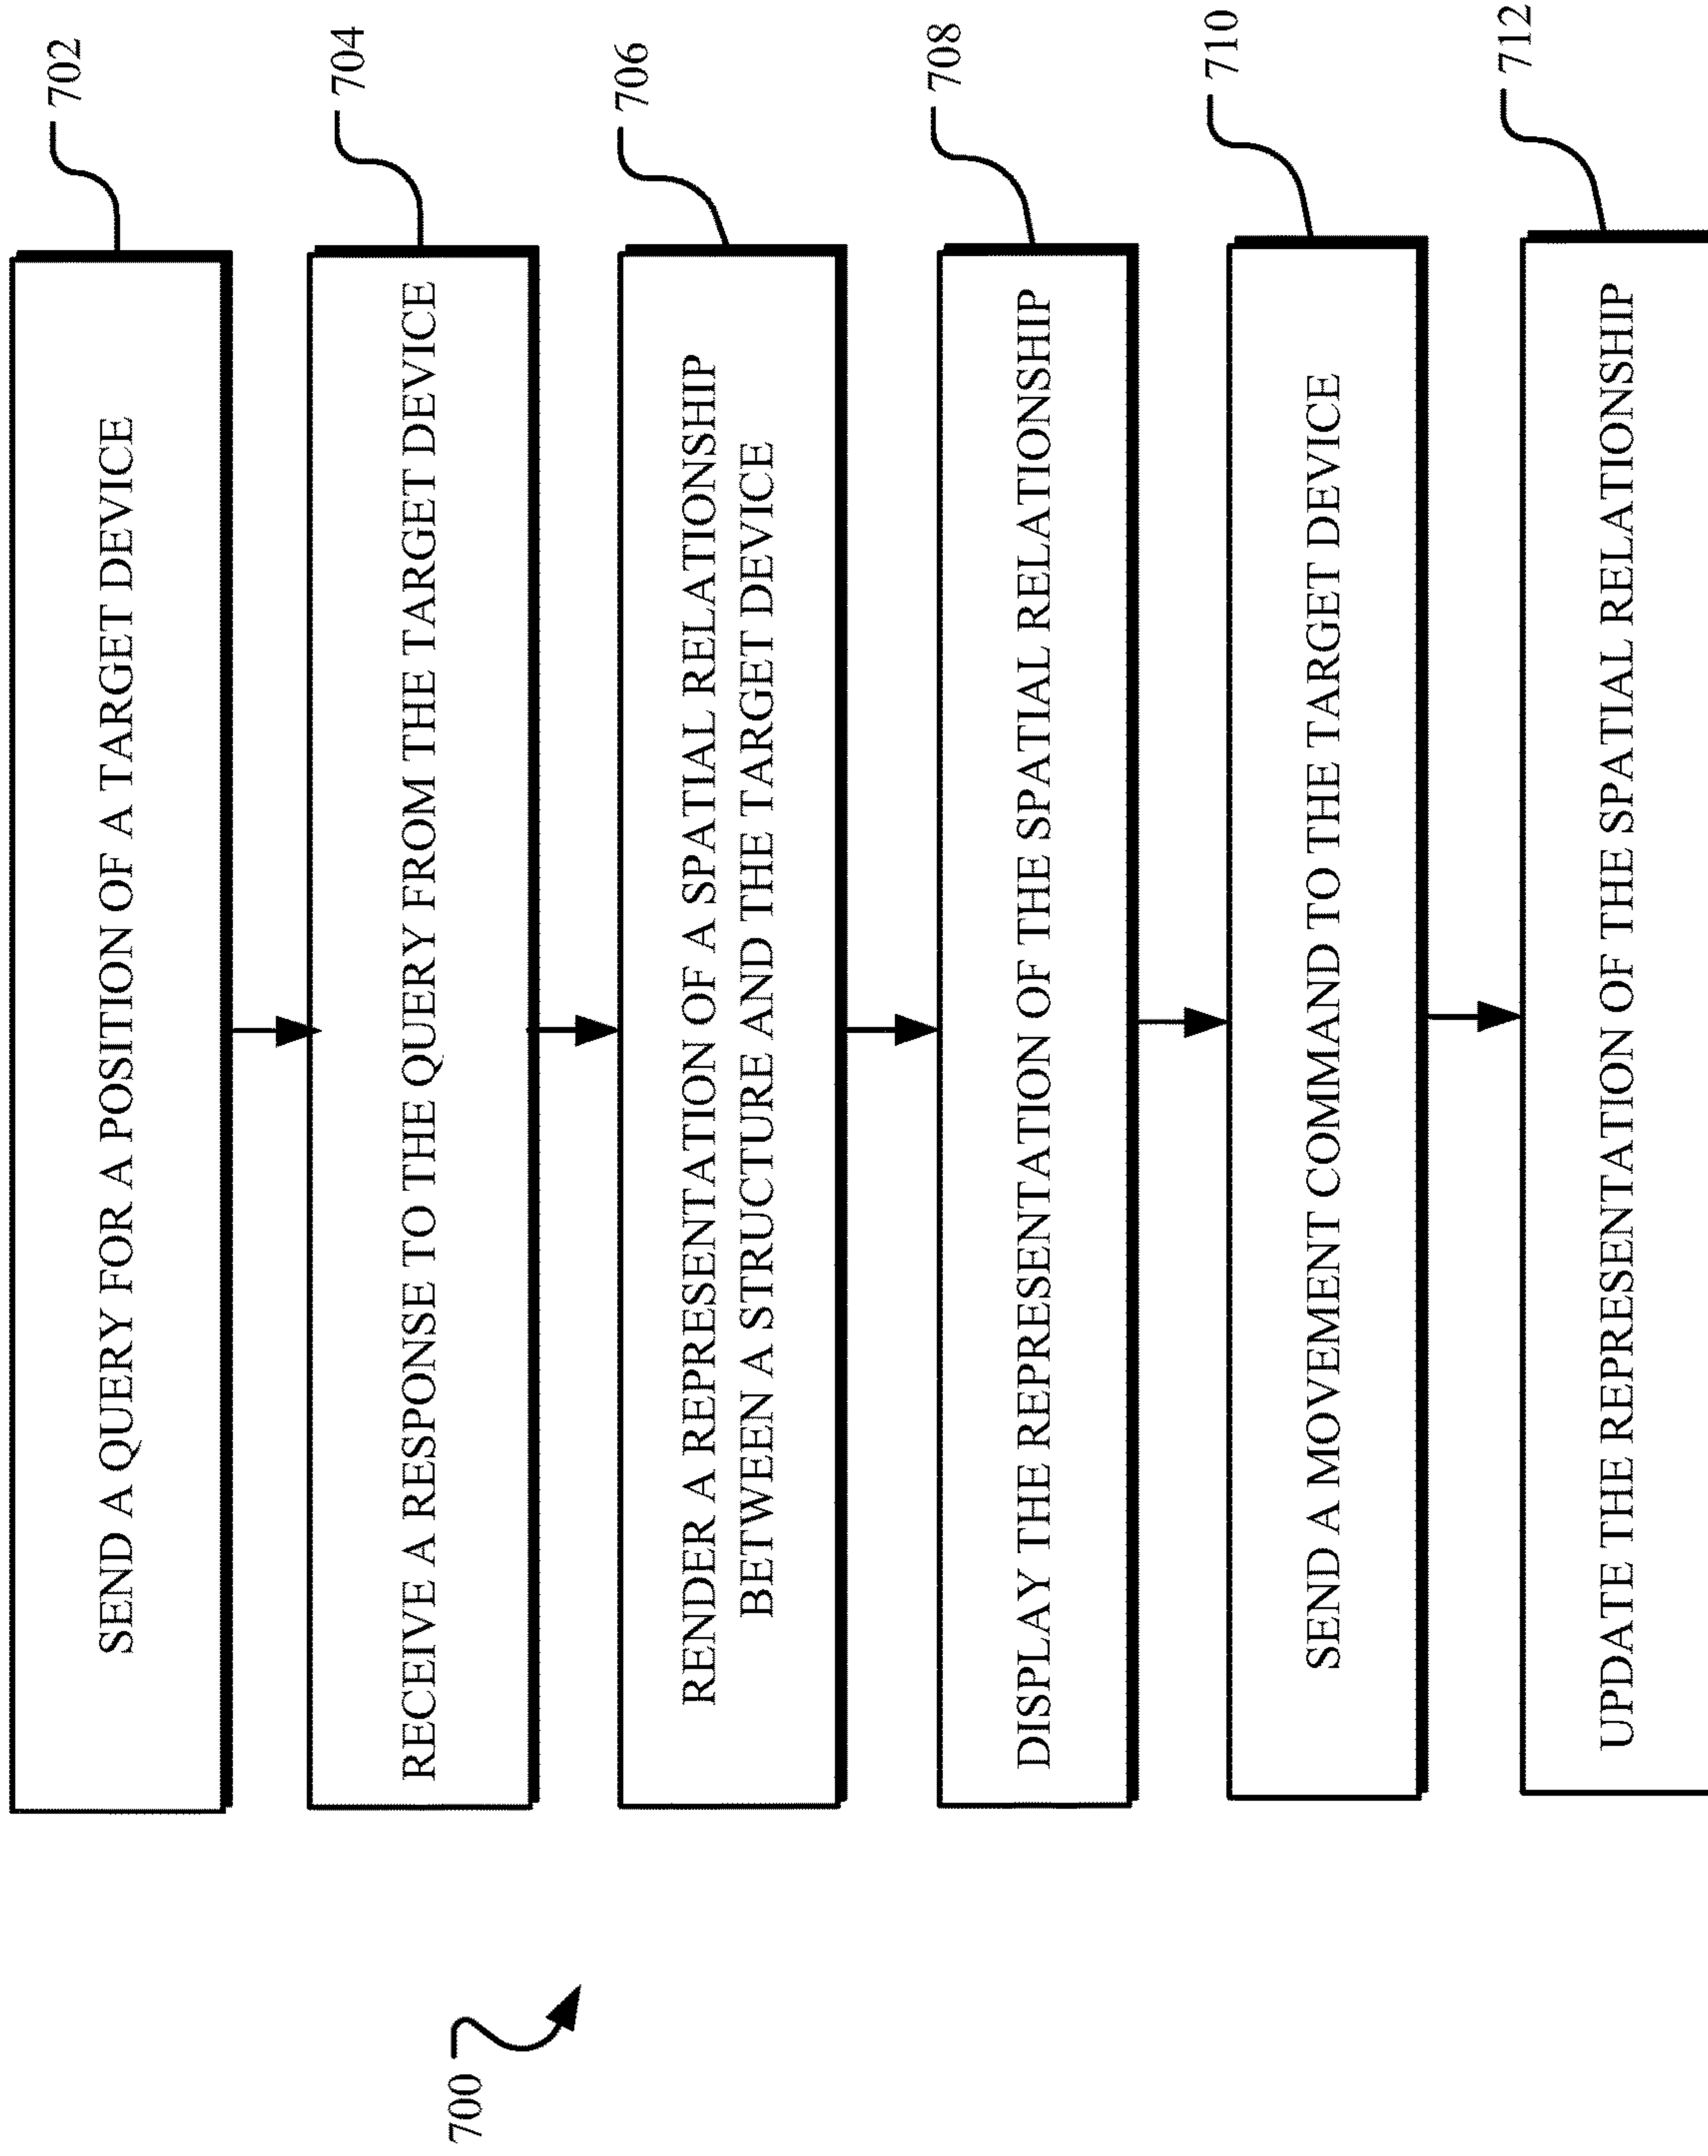 700
SEND A QUERY FOR A POSITION OF A TARGET DEVICE
702
RECEIVE A RESPONSE TO THE QUERY FROM THE TARGET DEVICE
704
RENDER A REPRESENTATION OF A SPATIAL RELATIONSHIP
BETWEEN A STRUCTURE AND THE TARGET DEVICE
706
DISPLAY THE REPRESENTATION OF THE SPATIAL RELATIONSHIP
708
SEND A MOVEMENT COMMAND TO THE TARGET DEVICE
710
UPDATE THE REPRESENTATION OF THE SPATIAL RELATIONSHIP
712